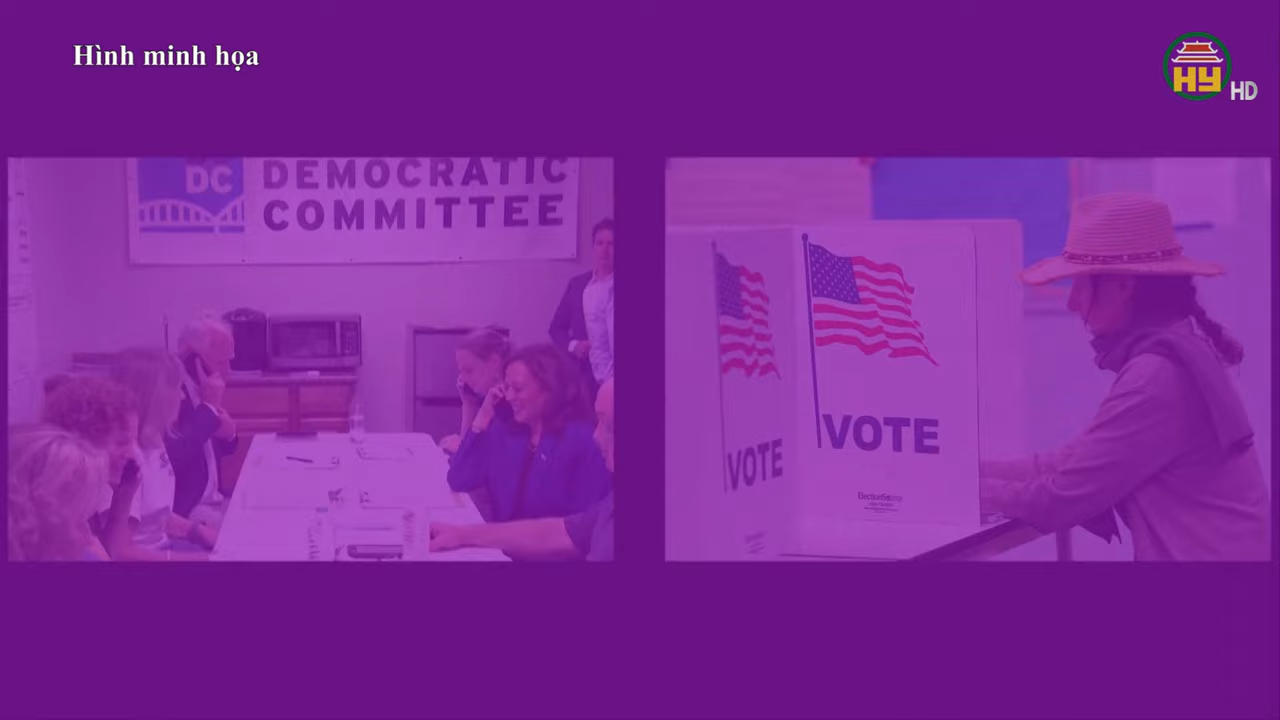 Hình minh họa
HY
HD
DC
DEMOCRATIC
COMMITTEE
VOTE
VOTE